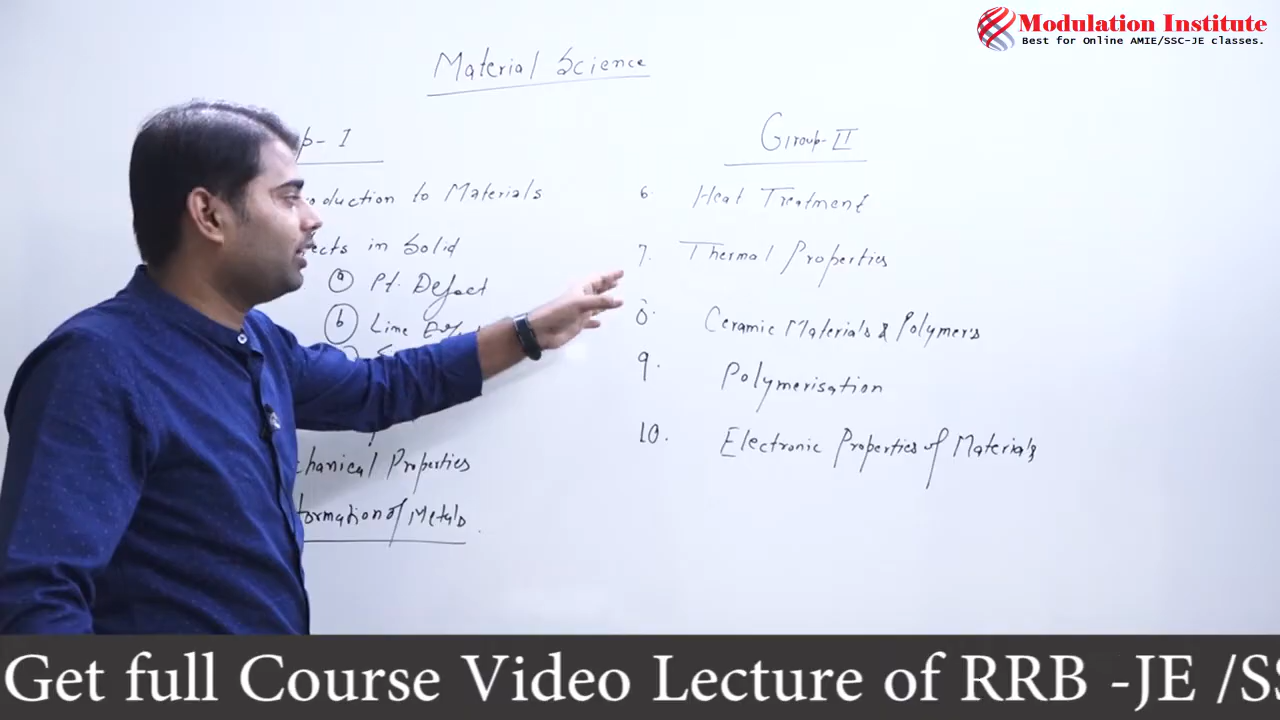 Modulation Institute
Best for Online AMIE/SSC-JE classes.
Material Science
p- I
oduction to Materials
ects in Solid
a Pt. Defect
b Line
chanical Properties
formation of Metals
Group-II
6. Heat Treatment
7. Thermal Properties
8. Ceramic Materials & Polymers
9. Polymerisation
10. Electronic Properties of Materials
Get full Course Video Lecture of RRB -JE /SS